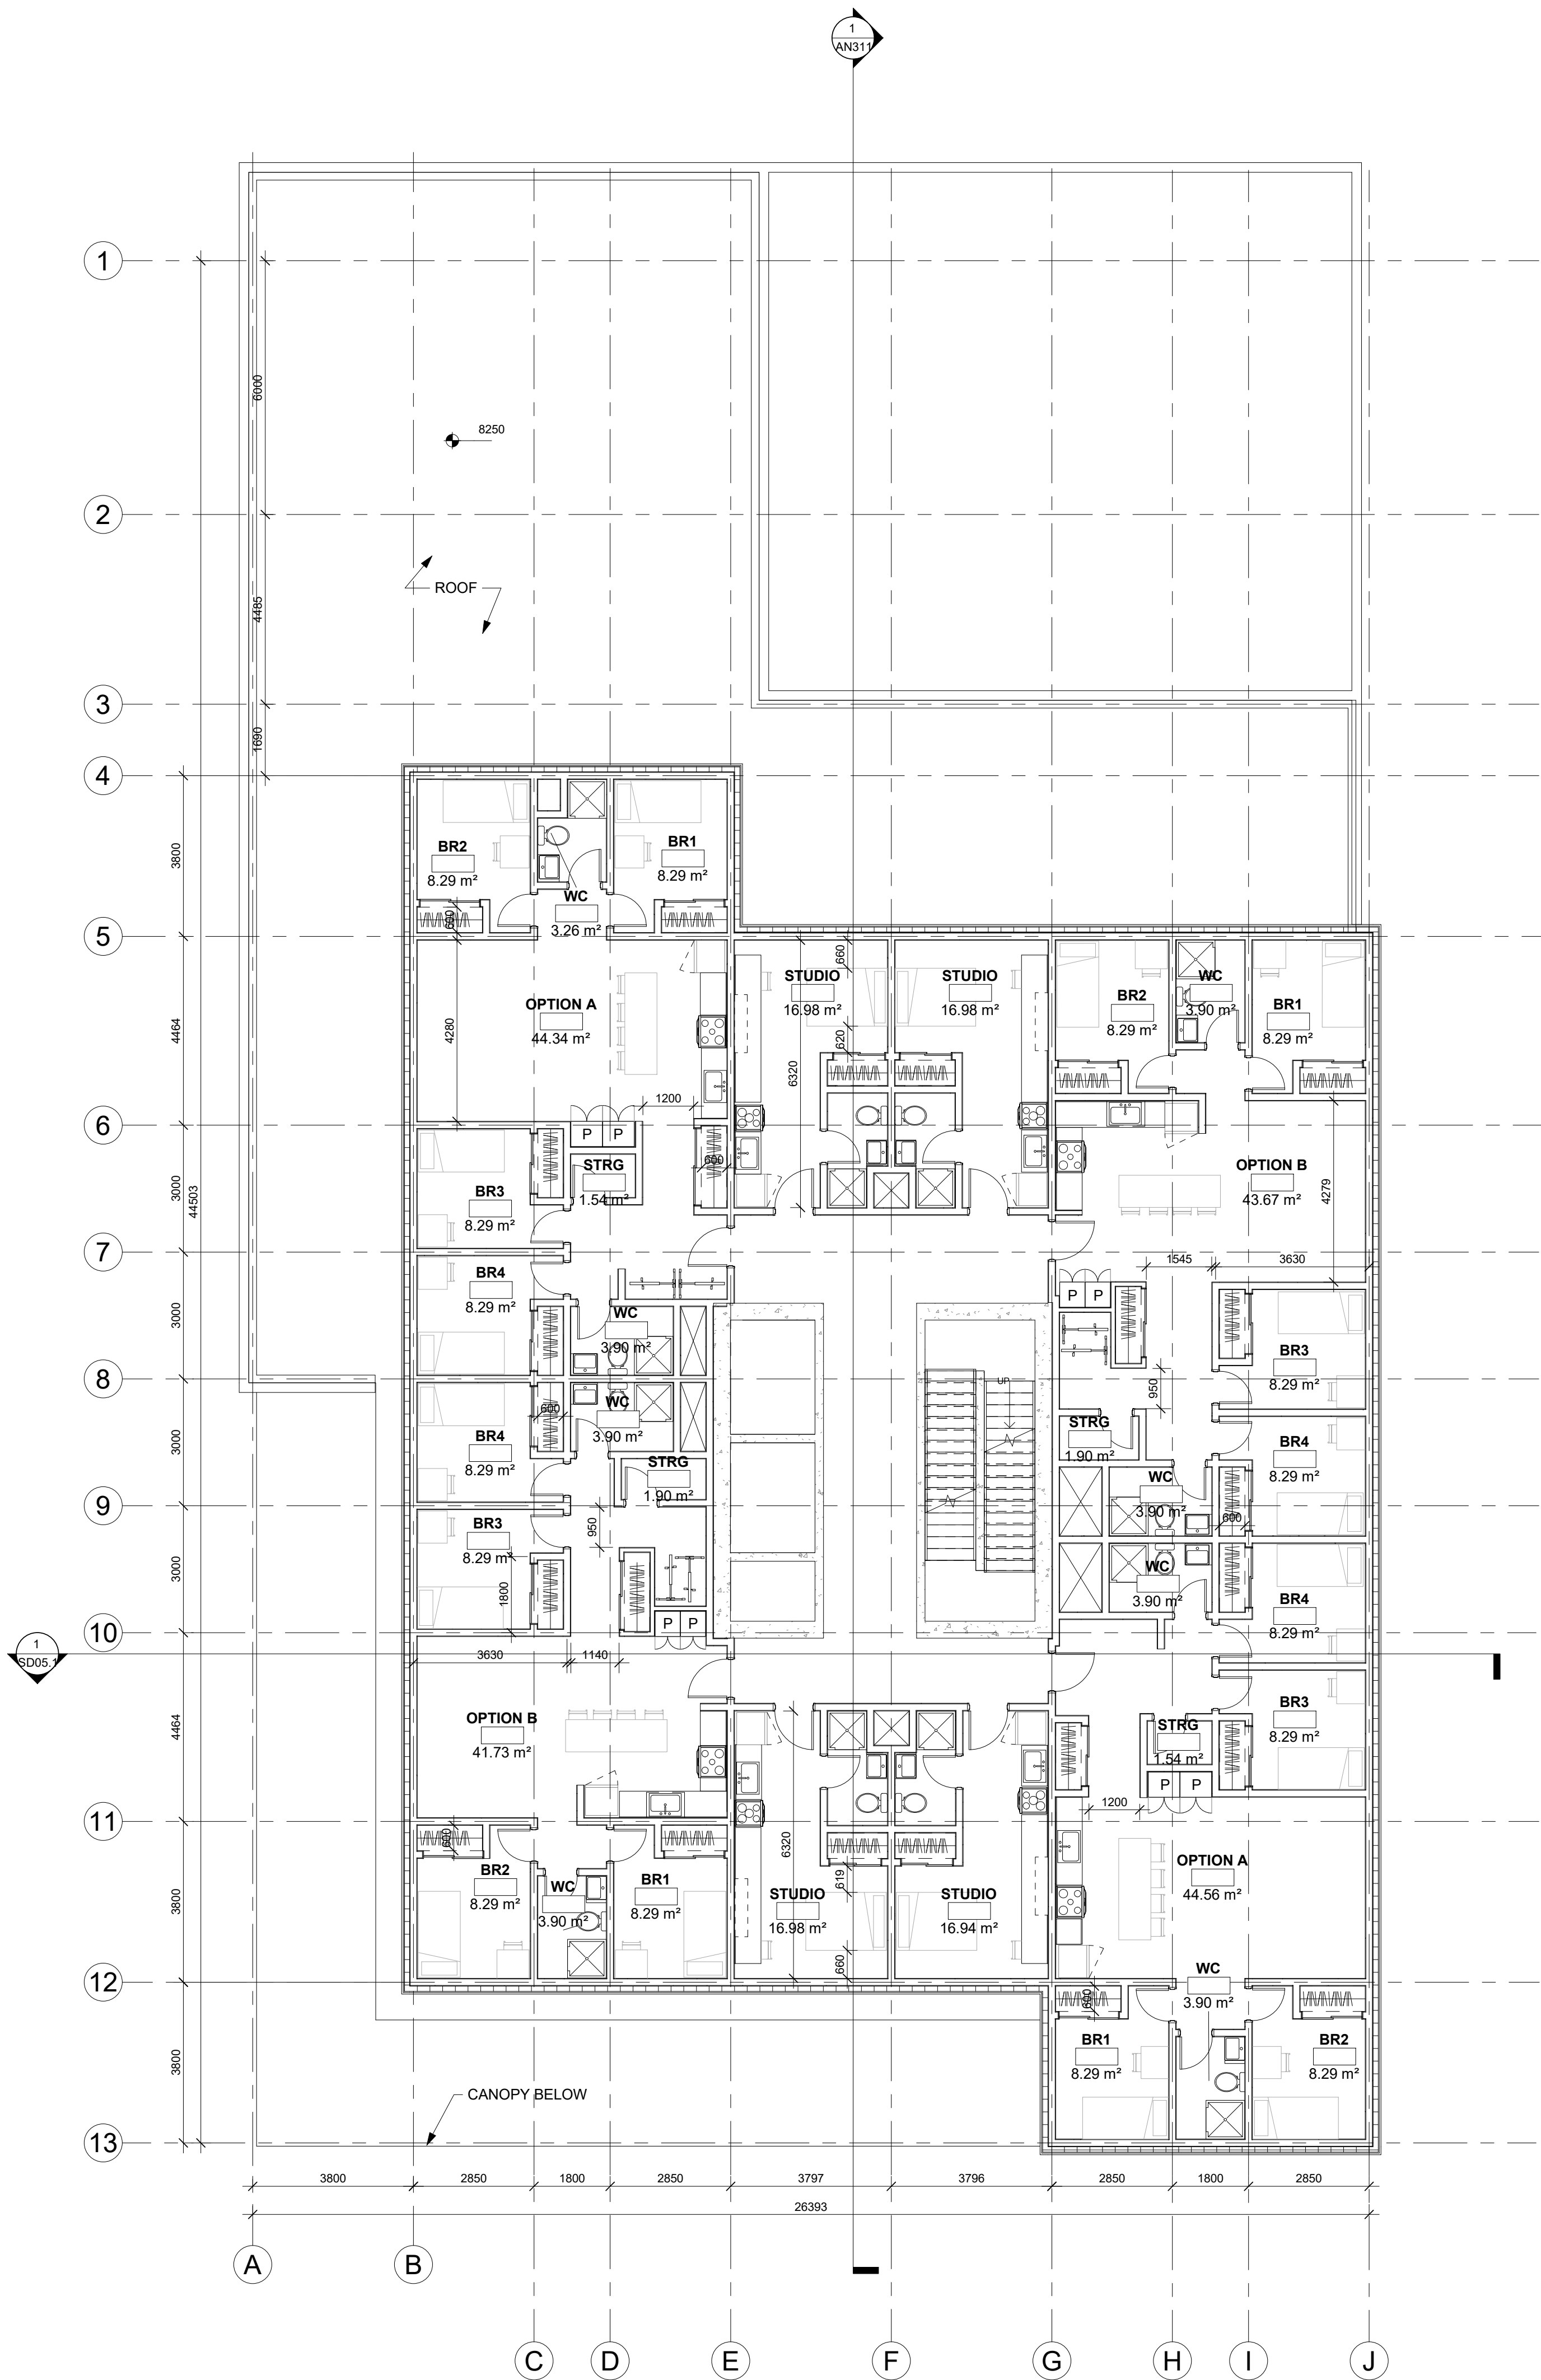 1
AN311
1
6000
8250
2
ROOF
4485
3
1690
4
3800
BR2
8.29 m²
BR1
8.29 m²
WC
3.26 m²
600
5
660
STUDIO
16.98 m²
STUDIO
16.98 m²
BR2
8.29 m²
WC
3.90 m²
BR1
8.29 m²
4464
4280
OPTION A
44.34 m²
620
6320
1200
6
P
P
STRG
1.54 m²
600
OPTION B
43.67 m²
4279
3000
44503
BR3
8.29 m²
7
1545
3630
BR4
8.29 m²
P
P
3000
WC
3.90 m²
BR3
8.29 m²
8
UP
950
600
WC
3.90 m²
STRG
1.90 m²
3000
BR4
8.29 m²
BR4
8.29 m²
STRG
1.90 m²
WC
3.90 m²
9
600
BR3
8.29 m²
950
3000
1800
WC
3.90 m²
BR4
8.29 m²
10
P
P
1
SD05.1
3630
1140
BR3
8.29 m²
4464
OPTION B
41.73 m²
STRG
1.54 m²
P
P
11
1200
600
6320
OPTION A
44.56 m²
3800
BR2
8.29 m²
WC
3.90 m²
BR1
8.29 m²
619
STUDIO
16.98 m²
STUDIO
16.94 m²
660
12
WC
3.90 m²
600
3800
BR1
8.29 m²
BR2
8.29 m²
CANOPY BELOW
13
3800
2850
1800
2850
3797
3796
2850
1800
2850
26393
A
B
C
D
E
F
G
H
I
J